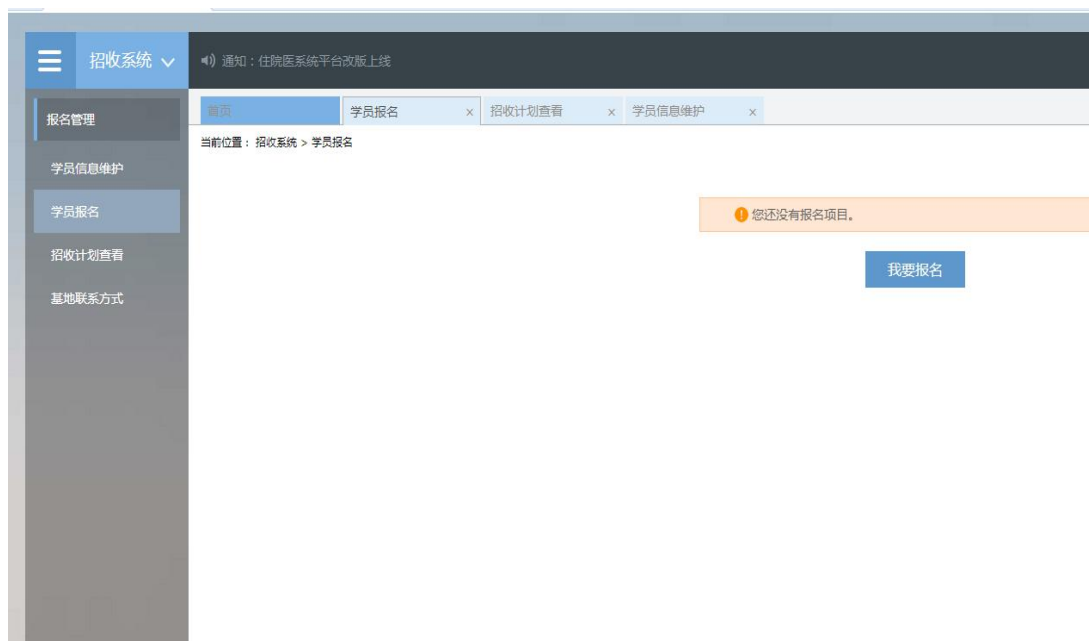 招收系统
通知：住院医系统平台改版上线
报名管理
首页
学员报名
招收计划查看
学员信息维护
当前位置： 招收系统 > 学员报名
学员信息维护
学员报名
招收计划查看
基地联系方式
您还没有报名项目。
我要报名